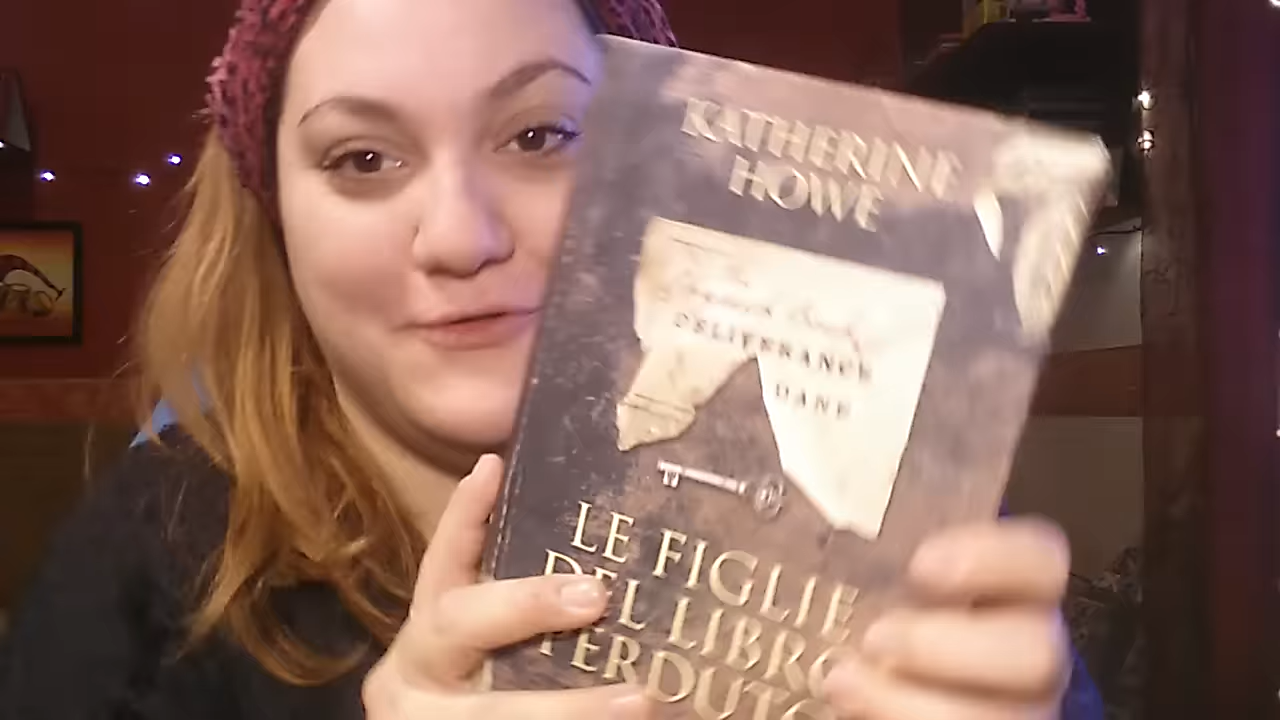 KATHERINE
HOWE
DELIVERANCE
DANE
LE FIGLIE
DEL LIBRO
PERDUTO